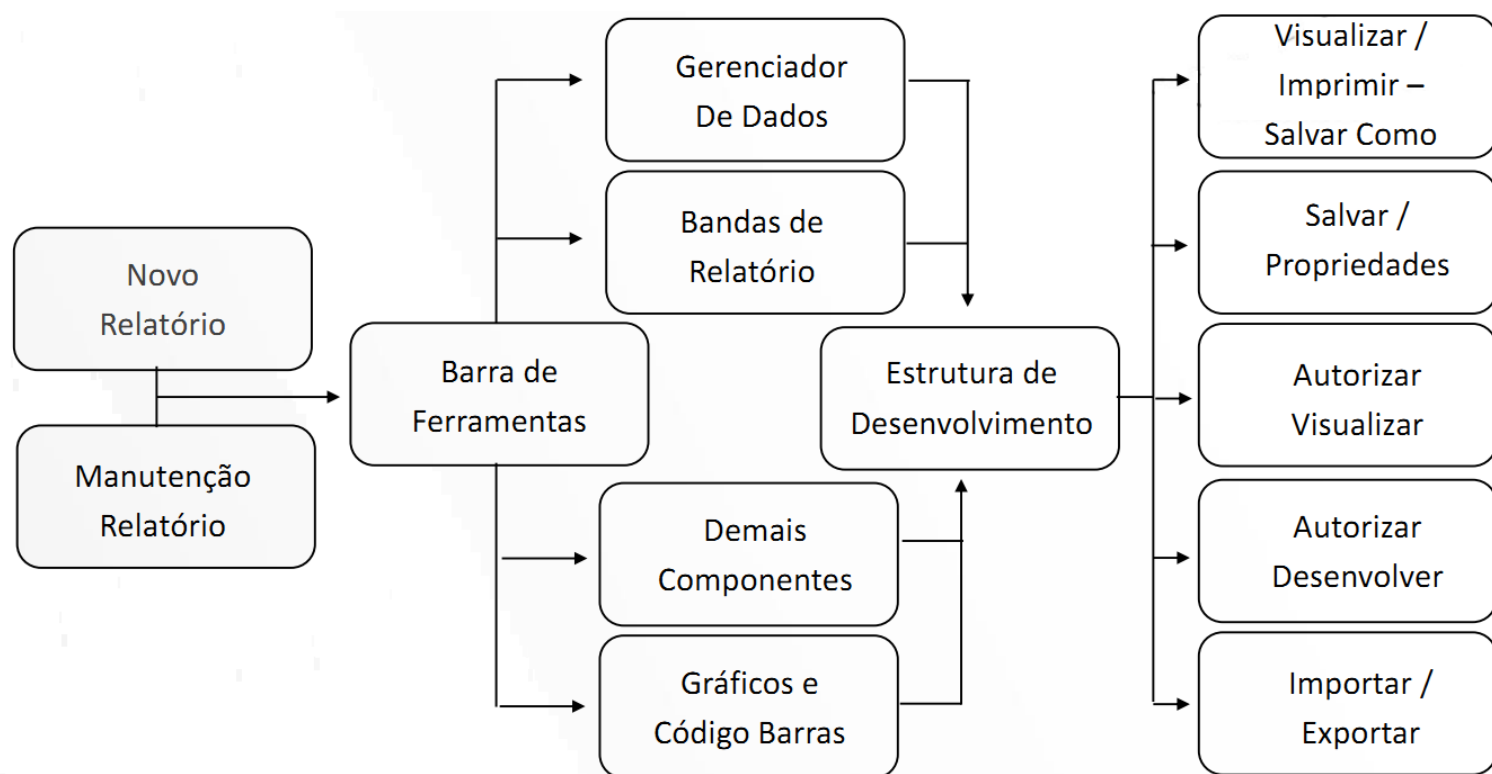 Novo
Relatório
Manutenção
Relatório
Barra de
Ferramentas
Gerenciador
De Dados
Bandas de
Relatório
Demais
Componentes
Gráficos e
Código Barras
Estrutura de
Desenvolvimento
Visualizar /
Imprimir –
Salvar Como
Salvar /
Propriedades
Autorizar
Visualizar
Autorizar
Desenvolver
Importar /
Exportar